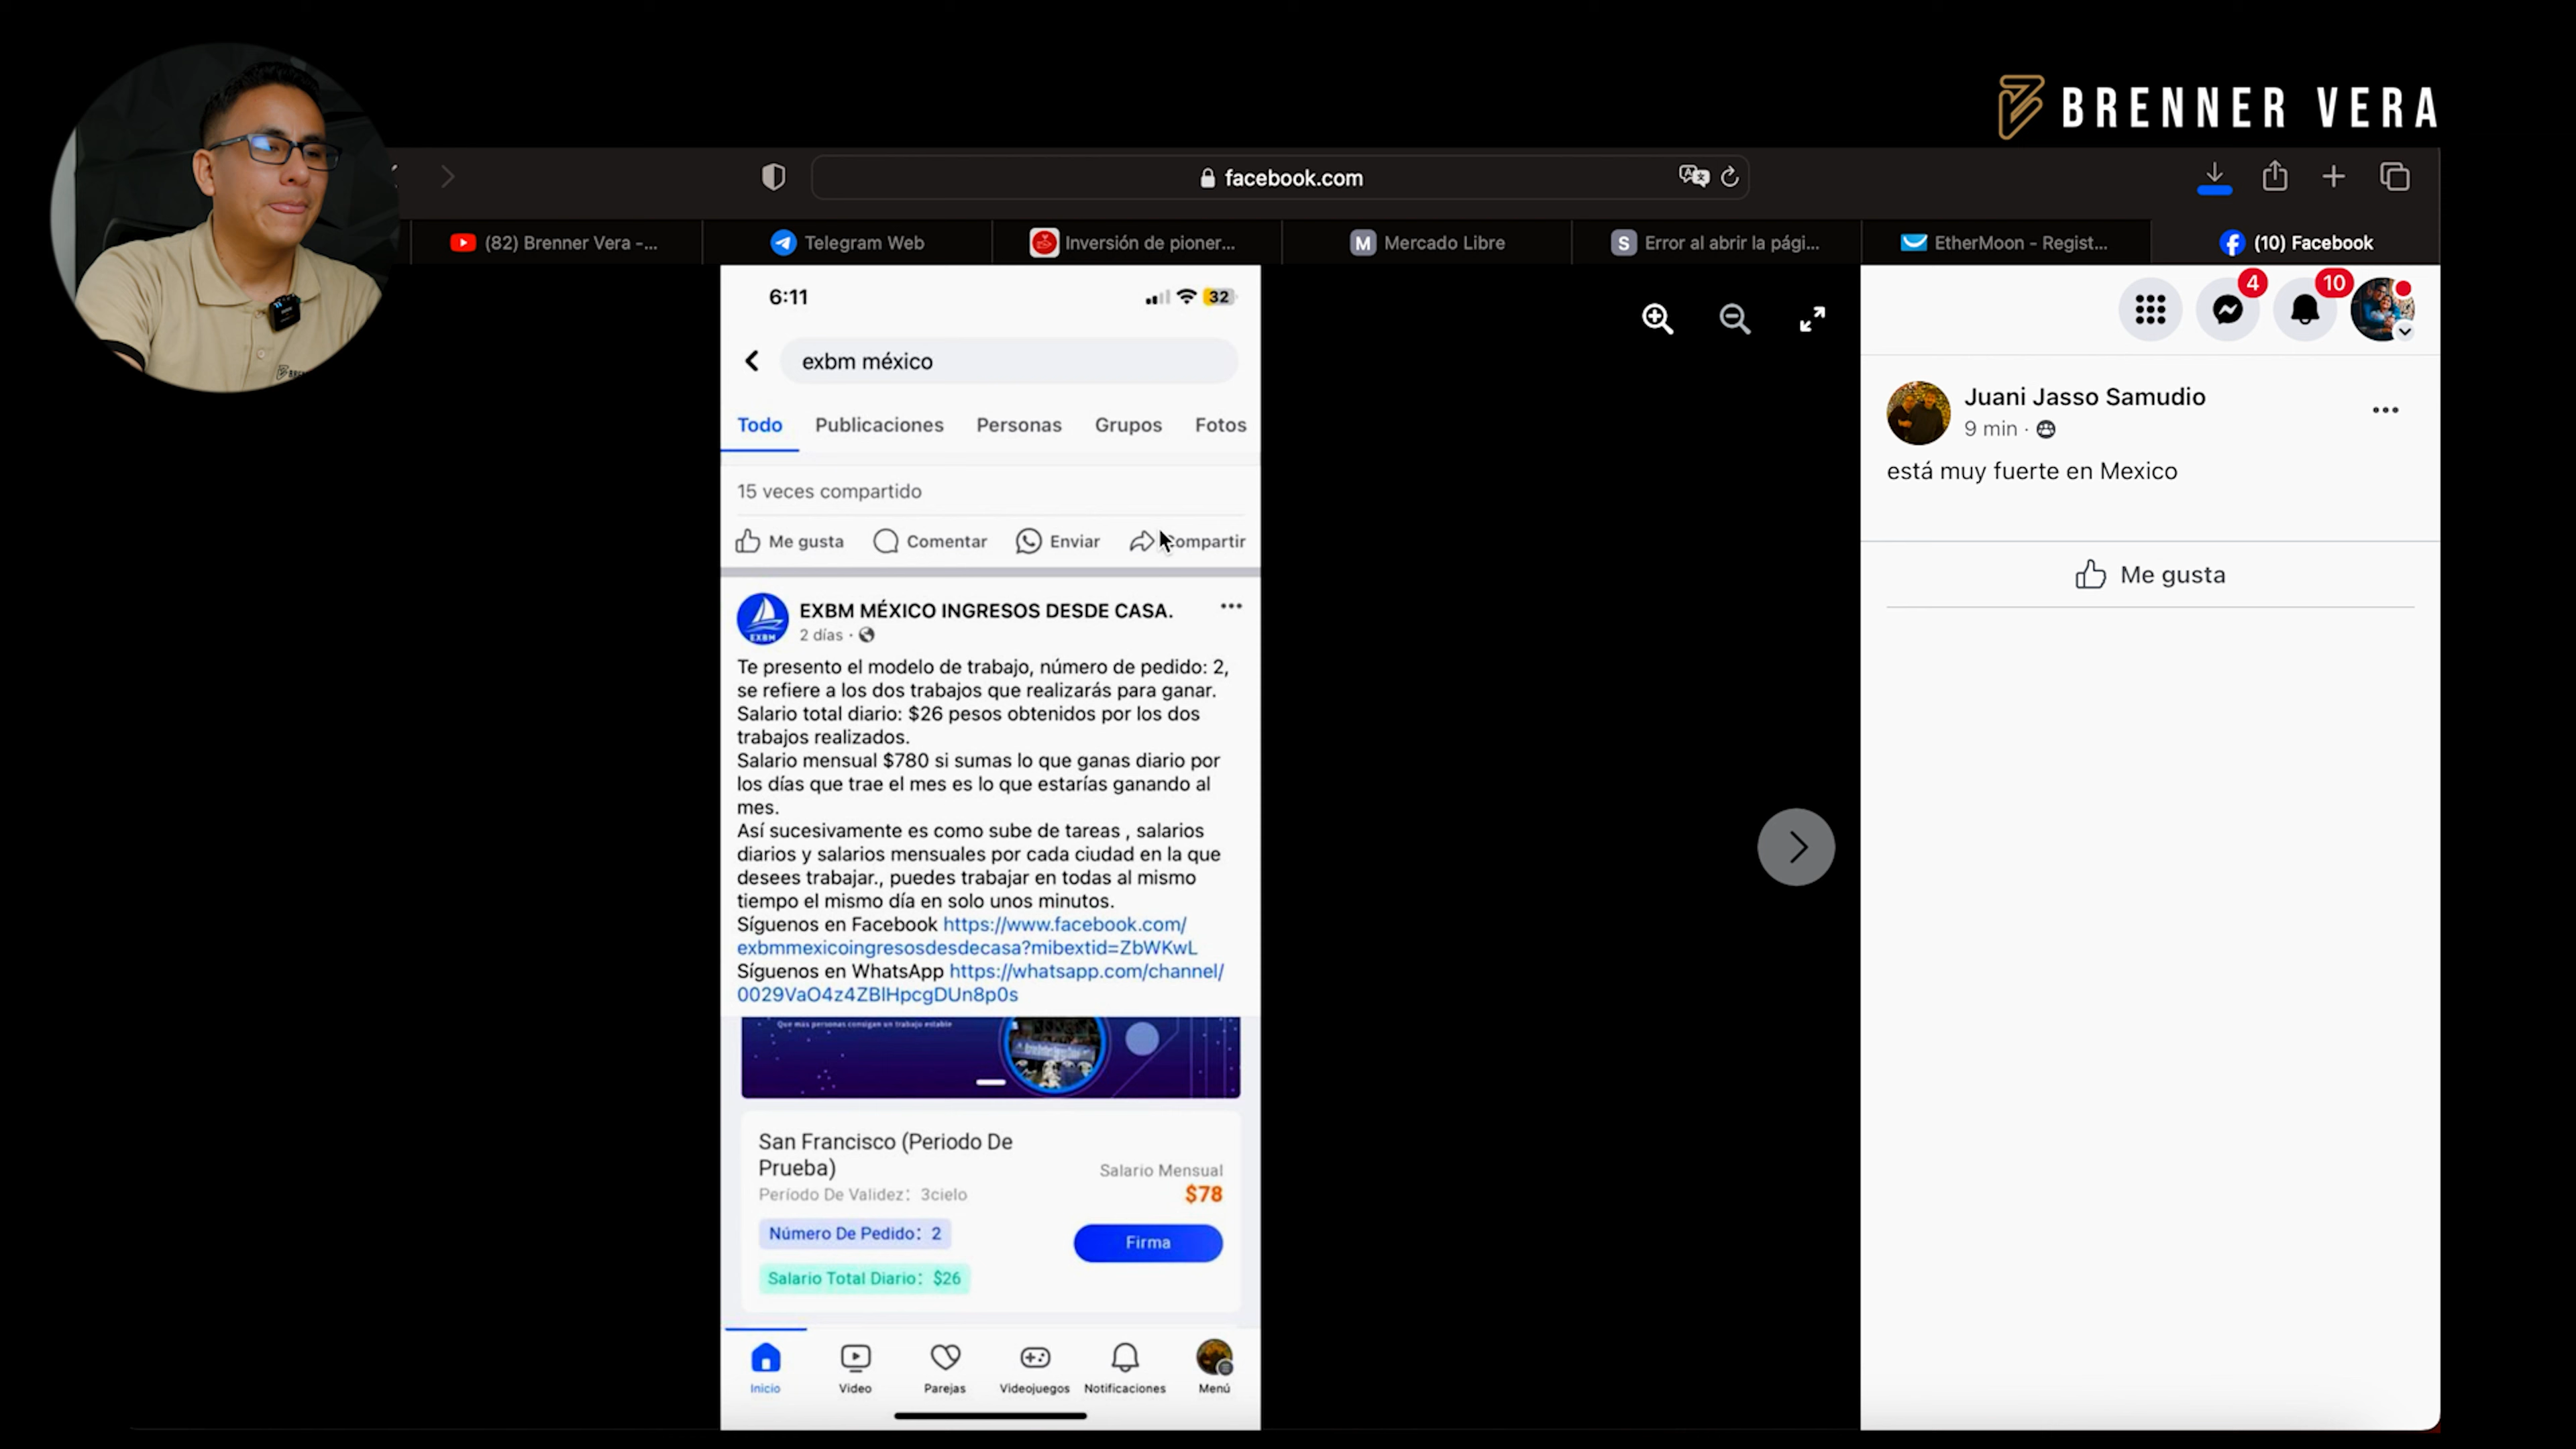 BRENNER VERA
facebook.com
(82) Brenner Vera -...
Telegram Web
Inversión de pioner...
M Mercado Libre
S Error al abrir la pági...
EtherMoon - Regist...
(10) Facebook
6:11
32
exbm méxico
Todo Publicaciones Personas Grupos Fotos
15 veces compartido
Me gusta Comentar Enviar compartir
EXBM
EXBM MÉXICO INGRESOS DESDE CASA.
2 días ·
Te presento el modelo de trabajo, número de pedido: 2,
se refiere a los dos trabajos que realizarás para ganar.
Salario total diario: $26 pesos obtenidos por los dos
trabajos realizados.
Salario mensual $780 si sumas lo que ganas diario por
los días que trae el mes es lo que estarías ganando al
mes.
Así sucesivamente es como sube de tareas , salarios
diarios y salarios mensuales por cada ciudad en la que
desees trabajar., puedes trabajar en todas al mismo
tiempo el mismo día en solo unos minutos.
Síguenos en Facebook https://www.facebook.com/
exbmmexicoingresosdesdecasa?mibextid=ZbWKwL
Síguenos en WhatsApp https://whatsapp.com/channel/
0029VaO4z4ZBlHpcgDUn8p0s
Que más personas consigan un trabajo estable
San Francisco (Periodo De
Prueba)
Salario Mensual
$78
Período De Validez: 3cielo
Número De Pedido: 2
Firma
Salario Total Diario: $26
Inicio Video Parejas Videojuegos Notificaciones Menú
4
10
Juani Jasso Samudio
9 min ·
está muy fuerte en Mexico
Me gusta